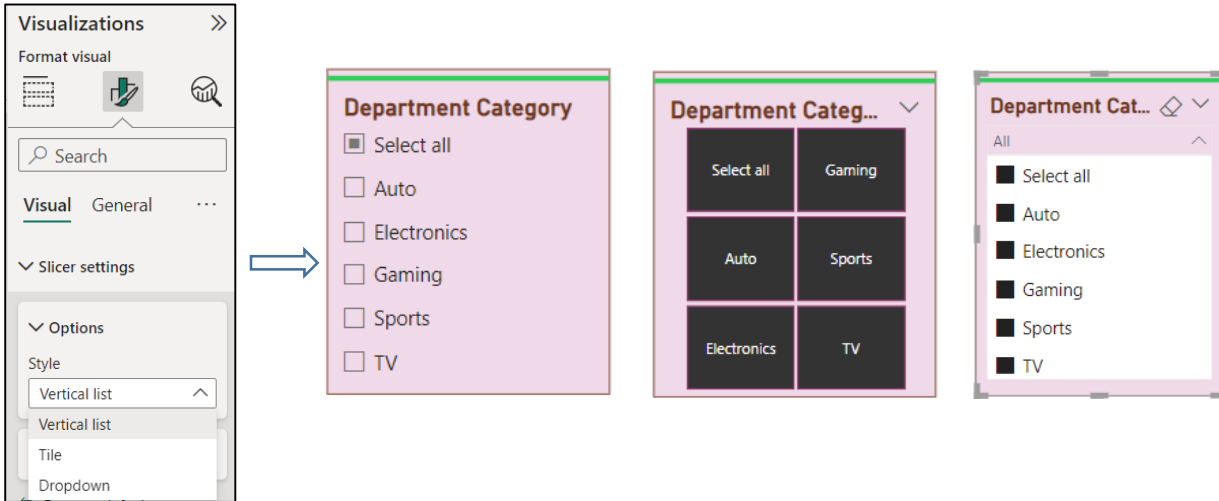 Visualizations
Format visual
Search
Visual General ...
Slicer settings
Options
Style
Vertical list
Vertical list
Tile
Dropdown
Department Category
Select all
Auto
Electronics
Gaming
Sports
TV
Department Categ...
Select all Gaming
Auto Sports
Electronics TV
Department Cat...
All
Select all
Auto
Electronics
Gaming
Sports
TV